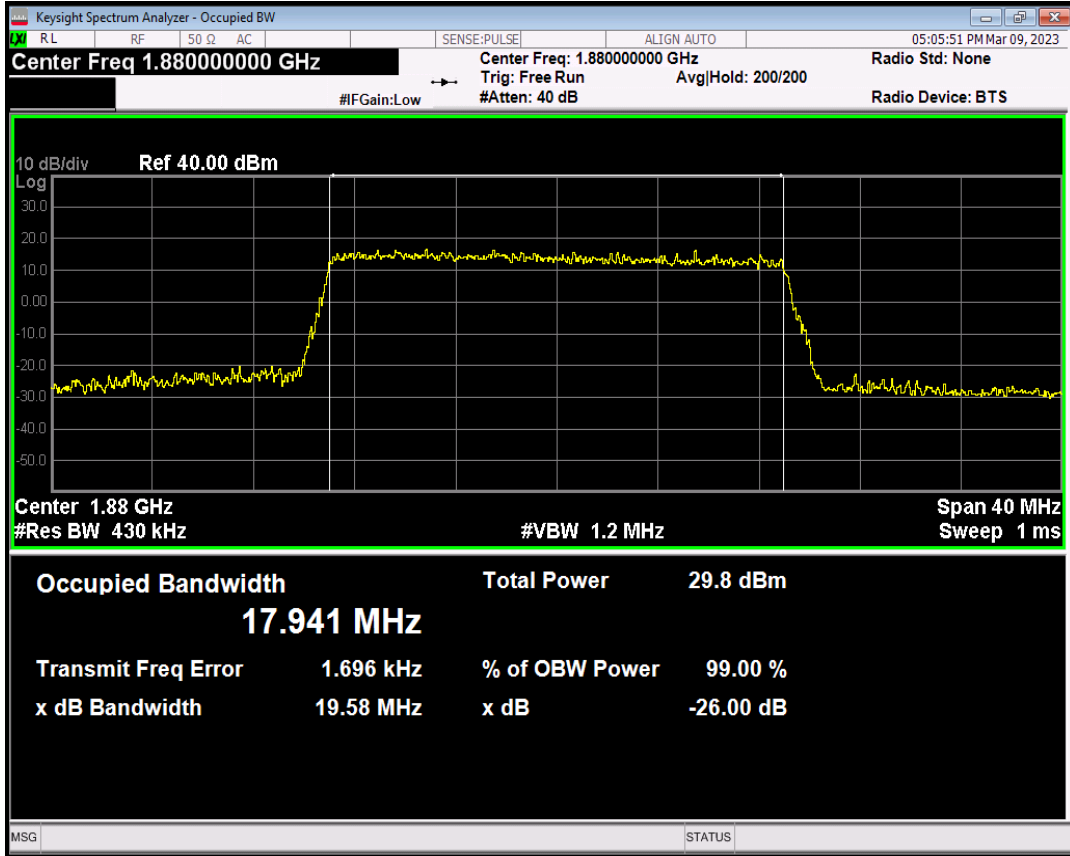 Keysight Spectrum Analyzer - Occupied BW
LXI RL RF 50 Ω AC SENSE:PULSE ALIGN AUTO 05:05:51 PM Mar 09, 2023
Center Freq 1.880000000 GHz
Center Freq: 1.880000000 GHz
Radio Std: None
Trig: Free Run Avg|Hold: 200/200
#IFGain:Low #Atten: 40 dB Radio Device: BTS
10 dB/div Ref 40.00 dBm
Log
30.0
20.0
10.0
0.00
-10.0
-20.0
-30.0
-40.0
-50.0
Center 1.88 GHz Span 40 MHz
#Res BW 430 kHz #VBW 1.2 MHz Sweep 1 ms
Occupied Bandwidth Total Power 29.8 dBm
17.941 MHz
Transmit Freq Error 1.696 kHz % of OBW Power 99.00 %
x dB Bandwidth 19.58 MHz x dB -26.00 dB
MSG STATUS